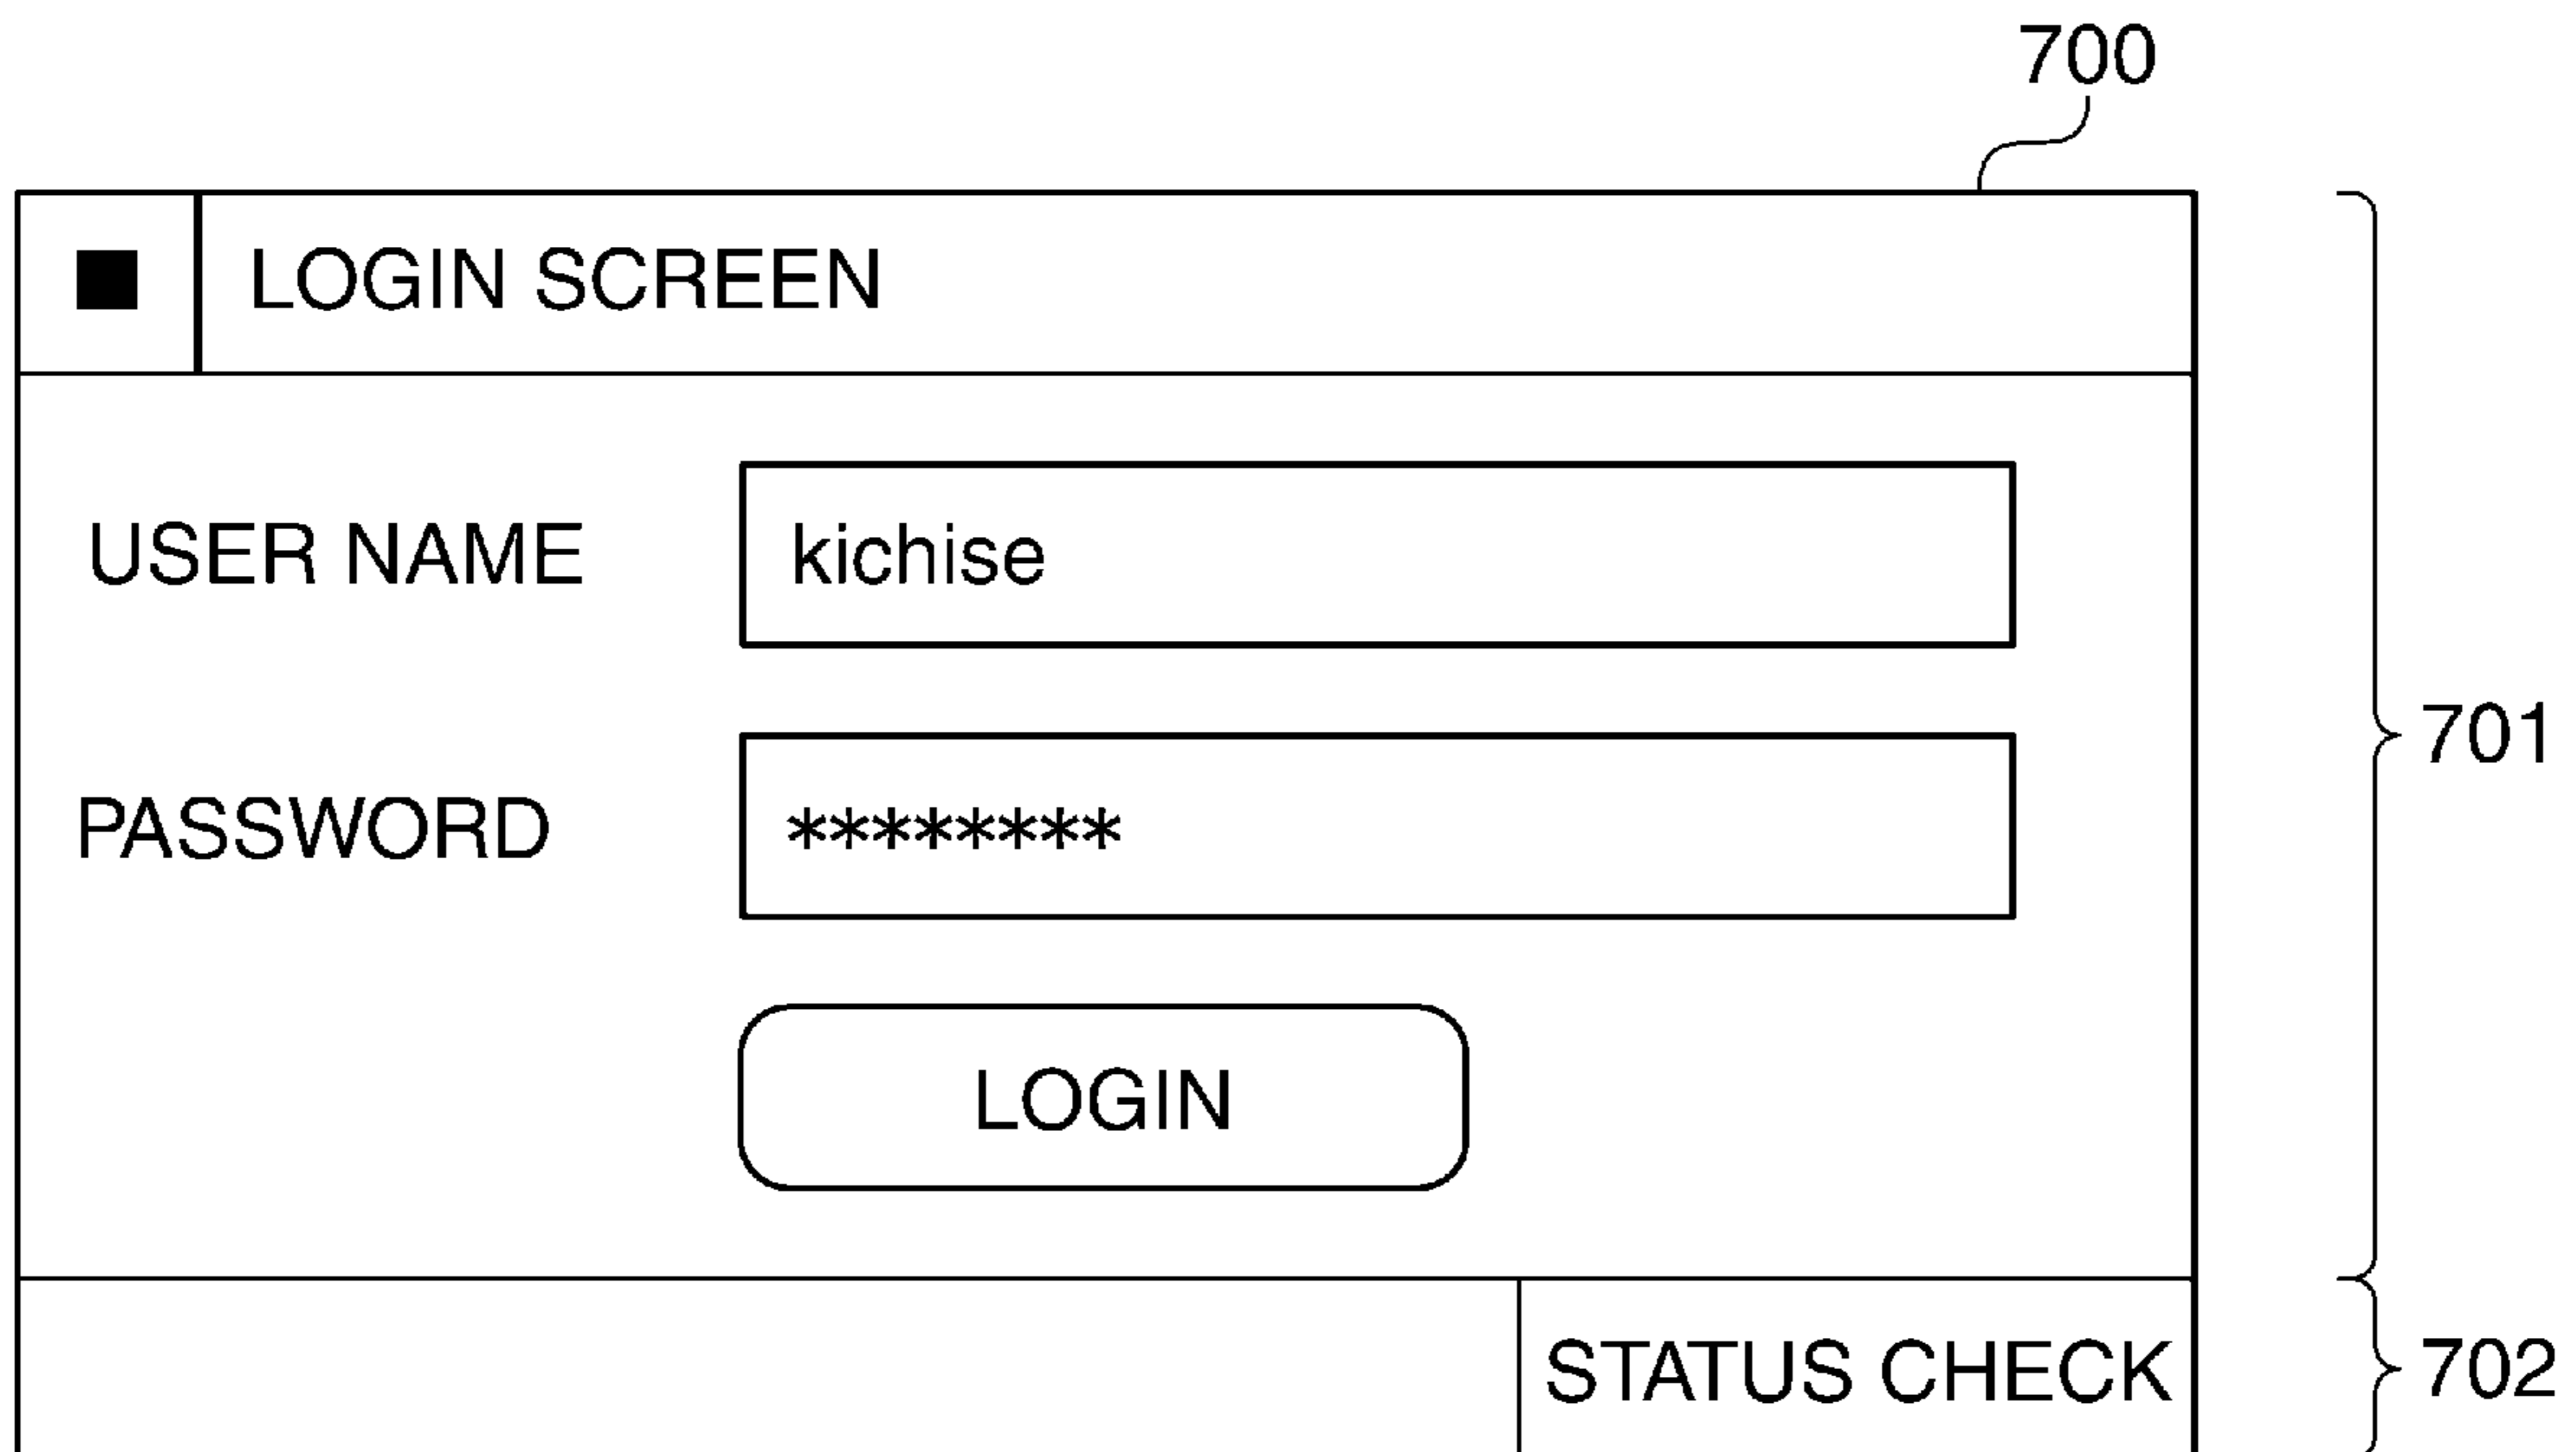 700
LOGIN SCREEN
USER NAME kichise
701
PASSWORD ********
LOGIN
STATUS CHECK 702